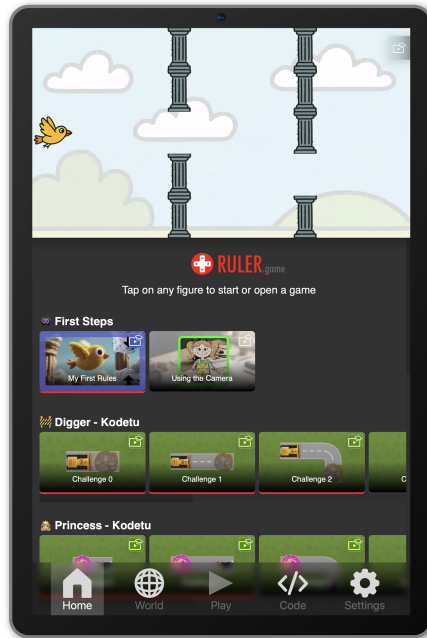 RULER.game
Tap on any figure to start or open a game
First Steps
My First Rules
Using the Camera
Digger - Kodetu
Challenge 0
Challenge 1
Challenge 2
C
Princess - Kodetu
Home
World
Play
Code
Settings